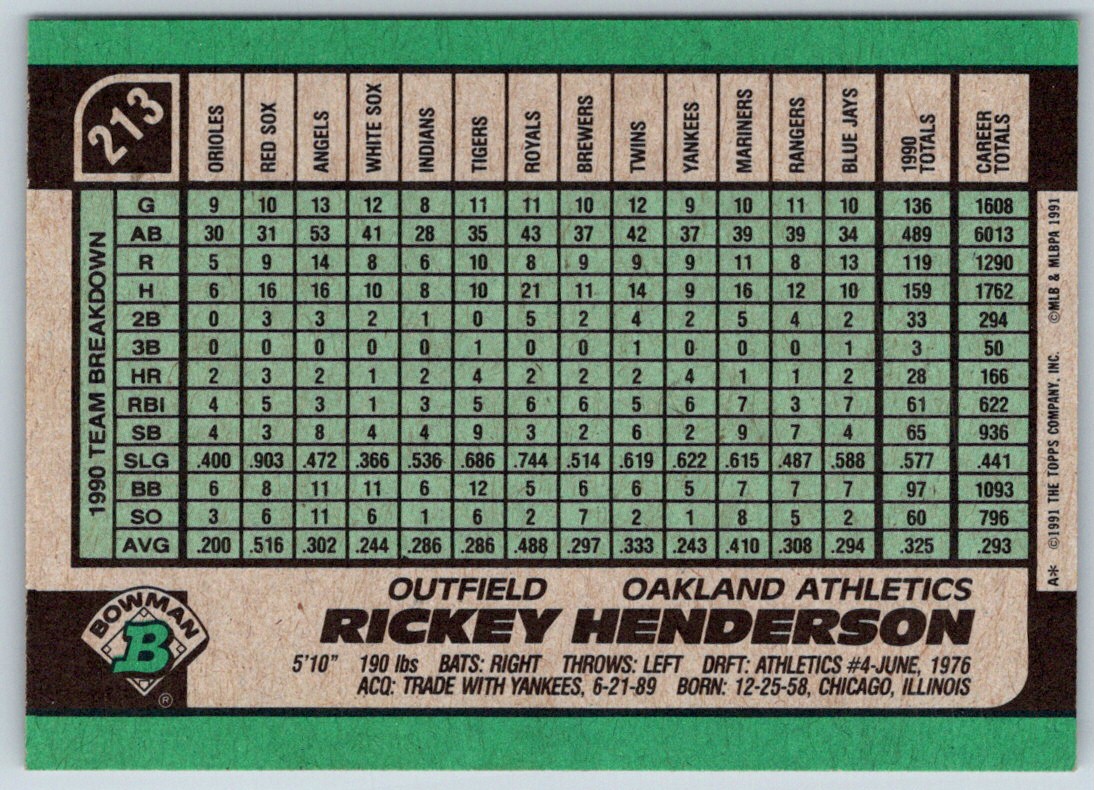 213
ORIOLES RED SOX ANGELS WHITE SOX INDIANS TIGERS ROYALS BREWERS TWINS YANKEES MARINERS RANGERS BLUE JAYS 1990 TOTALS CAREER TOTALS
1990 TEAM BREAKDOWN
G 9 10 13 12 8 11 11 10 12 9 10 11 10 136 1608
AB 30 31 53 41 28 35 43 37 42 37 39 39 34 489 6013
R 5 9 14 8 6 10 8 9 9 9 11 8 13 119 1290
H 6 16 16 10 8 10 21 11 14 9 16 12 10 159 1762
2B 0 3 3 2 1 0 5 2 4 2 5 4 2 33 294
3B 0 0 0 0 0 1 0 0 1 0 0 0 1 3 50
HR 2 3 2 1 2 4 2 2 2 4 1 1 2 28 166
RBI 4 5 3 1 3 5 6 6 5 6 7 3 7 61 622
SB 4 3 8 4 4 9 3 2 6 2 9 7 4 65 936
SLG .400 .903 .472 .366 .536 .686 .744 .514 .619 .622 .615 .487 .588 .577 .441
BB 6 8 11 11 6 12 5 6 6 5 7 7 7 97 1093
SO 3 6 11 6 1 6 2 7 2 1 8 5 2 60 796
AVG .200 .516 .302 .244 .286 .286 .488 .297 .333 .243 .410 .308 .294 .325 .293
A* ©1991 THE TOPPS COMPANY, INC. ©MLB & MLBPA 1991
BOWMAN
B
®
OUTFIELD OAKLAND ATHLETICS
RICKEY HENDERSON
5'10" 190 lbs BATS: RIGHT THROWS: LEFT DRFT: ATHLETICS #4-JUNE, 1976
ACQ: TRADE WITH YANKEES, 6-21-89 BORN: 12-25-58, CHICAGO, ILLINOIS